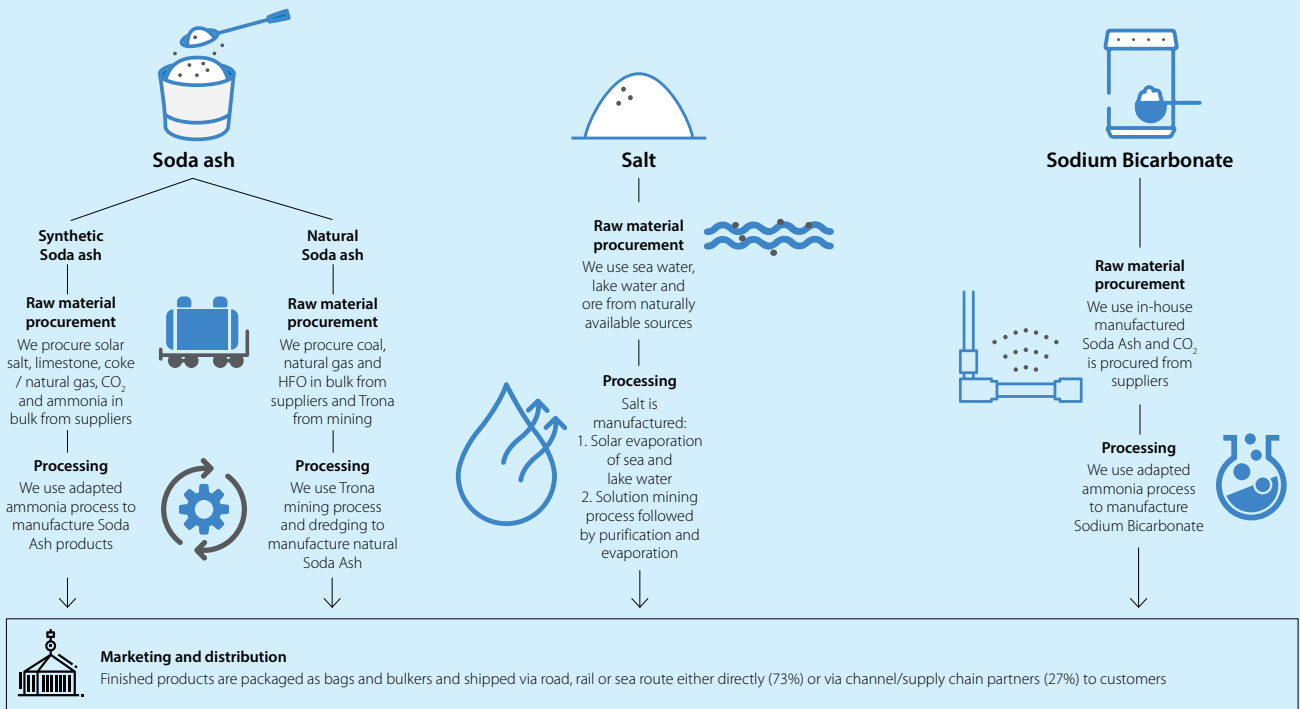 Soda ash
Synthetic
Soda ash
Raw material
procurement
We procure solar
salt, limestone, coke
/ natural gas, CO₂
and ammonia in
bulk from suppliers
Processing
We use adapted
ammonia process to
manufacture Soda
Ash products
Natural
Soda ash
Raw material
procurement
We procure coal,
natural gas and
HFO in bulk from
suppliers and Trona
from mining
Processing
We use Trona
mining process
and dredging to
manufacture natural
Soda Ash
Salt
Raw material
procurement
We use sea water,
lake water and
ore from naturally
available sources
Processing
Salt is
manufactured:
1. Solar evaporation
of sea and
lake water
2. Solution mining
process followed
by purification and
evaporation
Sodium Bicarbonate
Raw material
procurement
We use in-house
manufactured
Soda Ash and CO₂
is procured from
suppliers
Processing
We use adapted
ammonia process
to manufacture
Sodium Bicarbonate
Marketing and distribution
Finished products are packaged as bags and bulkers and shipped via road, rail or sea route either directly (73%) or via channel/supply chain partners (27%) to customers